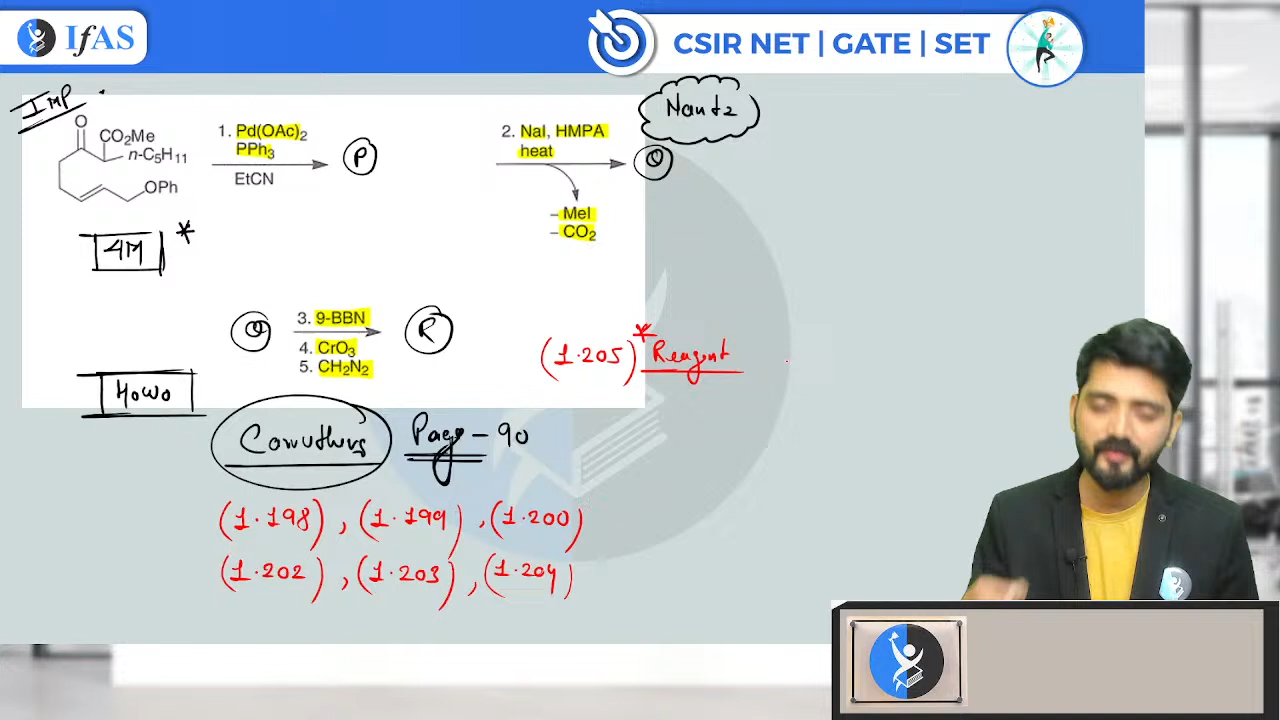 IfAS
CSIR NET | GATE | SET
IMP
O
CO2Me
n-C5H11
OPh
1. Pd(OAc)2
PPh3
EtCN
P
2. NaI, HMPA
heat
– MeI
– CO2
Q
4M *
Q
3. 9-BBN
4. CrO3
5. CH2N2
R
(1.205)* Reagent
HOWO
Page - 90
(1.198), (1.199), (1.200)
(1.202), (1.203), (1.204)